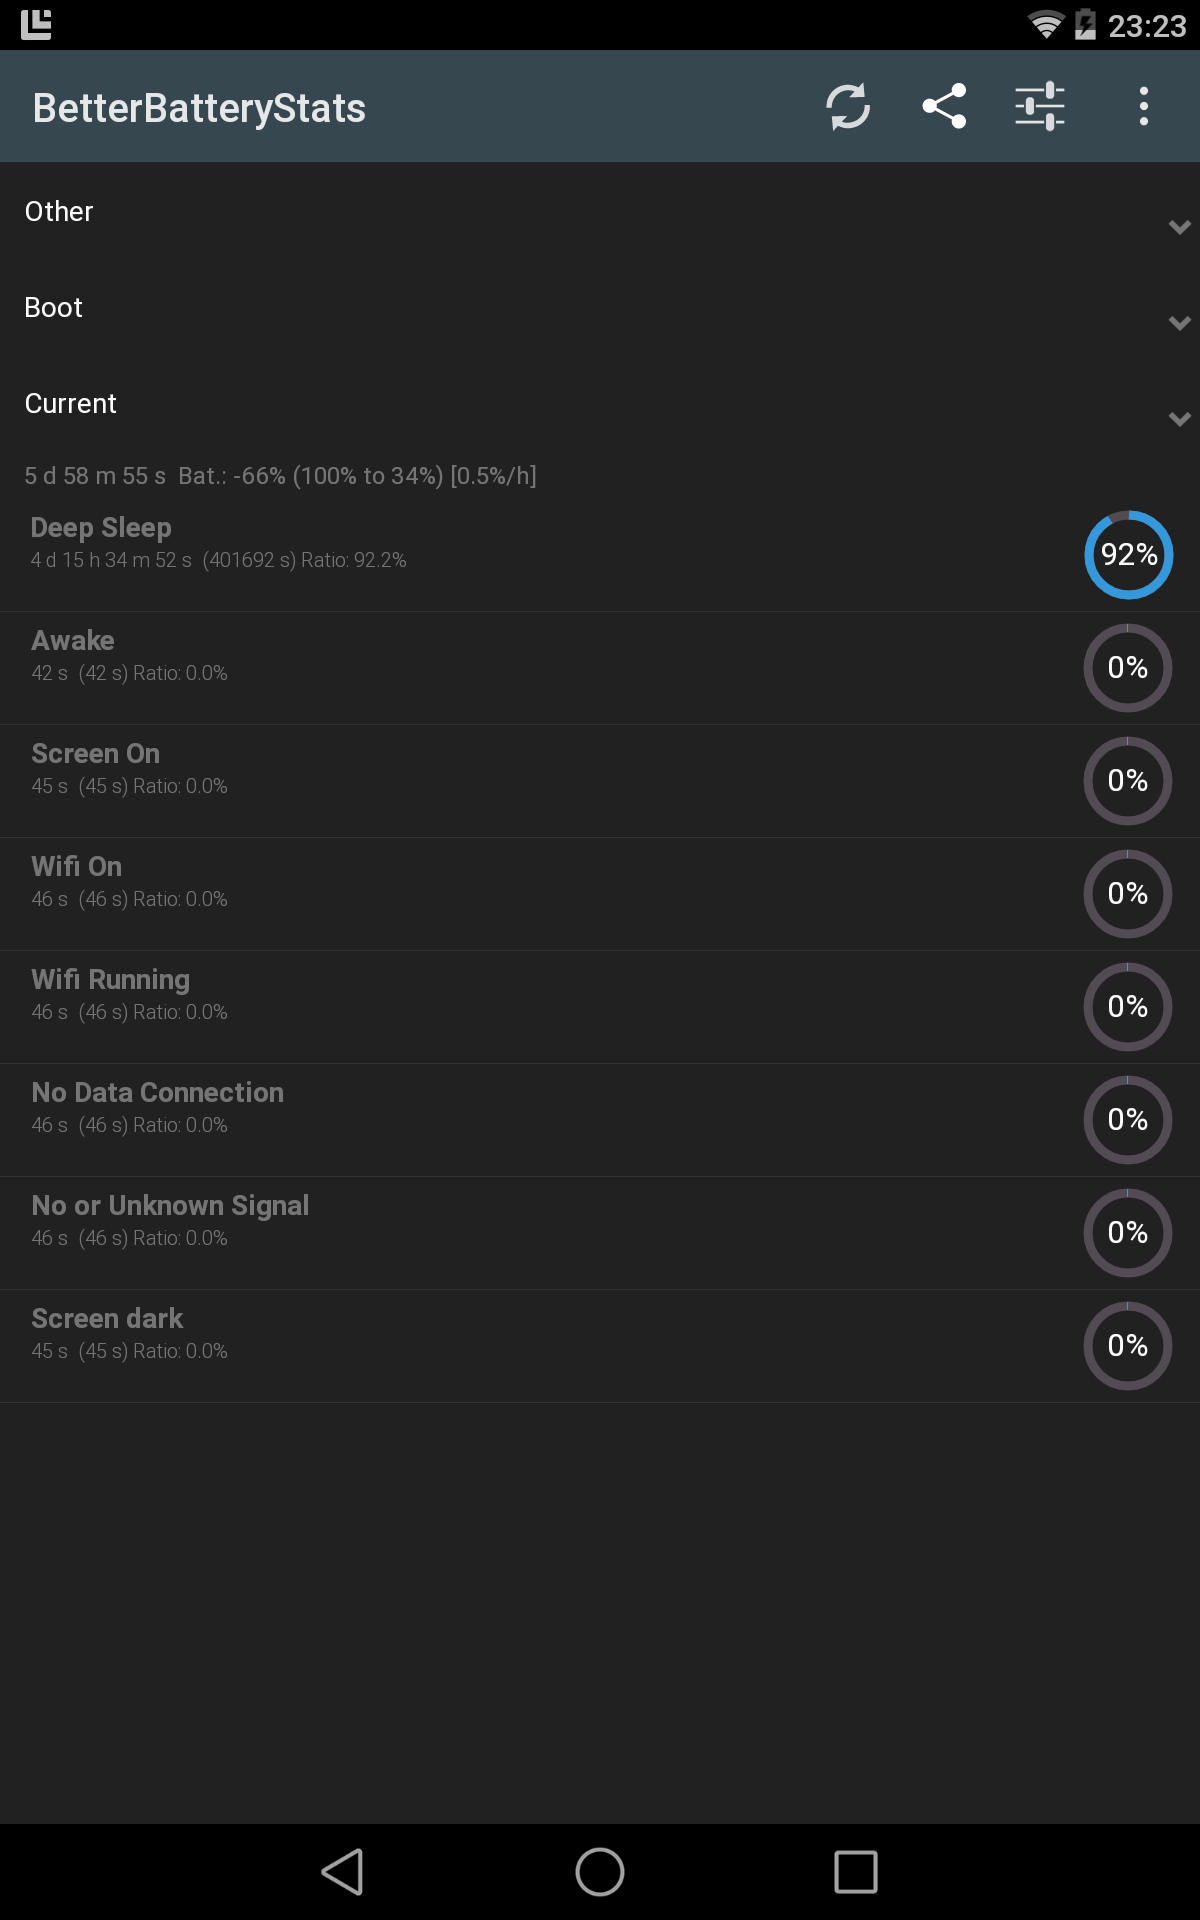 23:23
BetterBatteryStats
Other
Boot
Current
5 d 58 m 55 s  Bat.: -66% (100% to 34%) [0.5%/h]
Deep Sleep
4 d 15 h 34 m 52 s  (401692 s) Ratio: 92.2%
92%
Awake
42 s  (42 s) Ratio: 0.0%
0%
Screen On
45 s  (45 s) Ratio: 0.0%
0%
Wifi On
46 s  (46 s) Ratio: 0.0%
0%
Wifi Running
46 s  (46 s) Ratio: 0.0%
0%
No Data Connection
46 s  (46 s) Ratio: 0.0%
0%
No or Unknown Signal
46 s  (46 s) Ratio: 0.0%
0%
Screen dark
45 s  (45 s) Ratio: 0.0%
0%